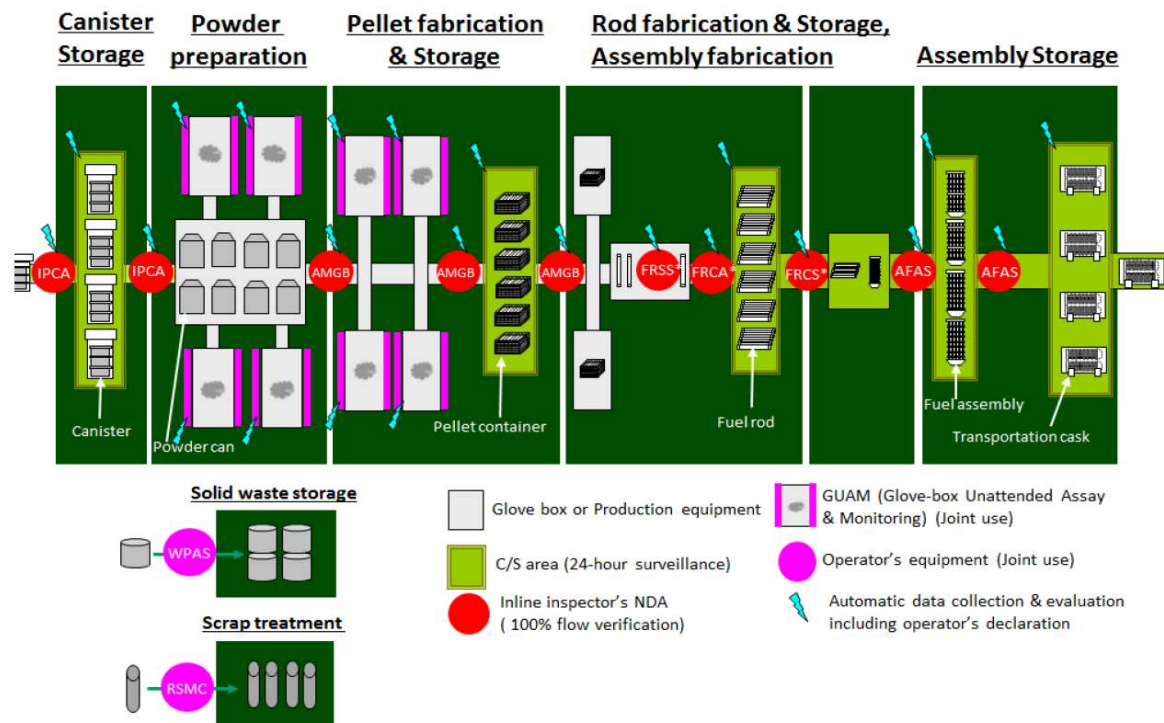 Canister
Storage
Powder
preparation
Pellet fabrication
& Storage
Rod fabrication & Storage,
Assembly fabrication
Assembly Storage
IPCA
IPCA
AMGB
AMGB
AMGB
FRSS*
FRCA*
FRCS*
AFAS
AFAS
Canister
Powder can
Pellet container
Fuel rod
Fuel assembly
Transportation cask
Solid waste storage
WPAS
Scrap treatment
RSMC
Glove box or Production equipment
C/S area (24-hour surveillance)
Inline inspector's NDA
( 100% flow verification)
GUAM (Glove-box Unattended Assay
& Monitoring) (Joint use)
Operator's equipment (Joint use)
Automatic data collection & evaluation
including operator's declaration